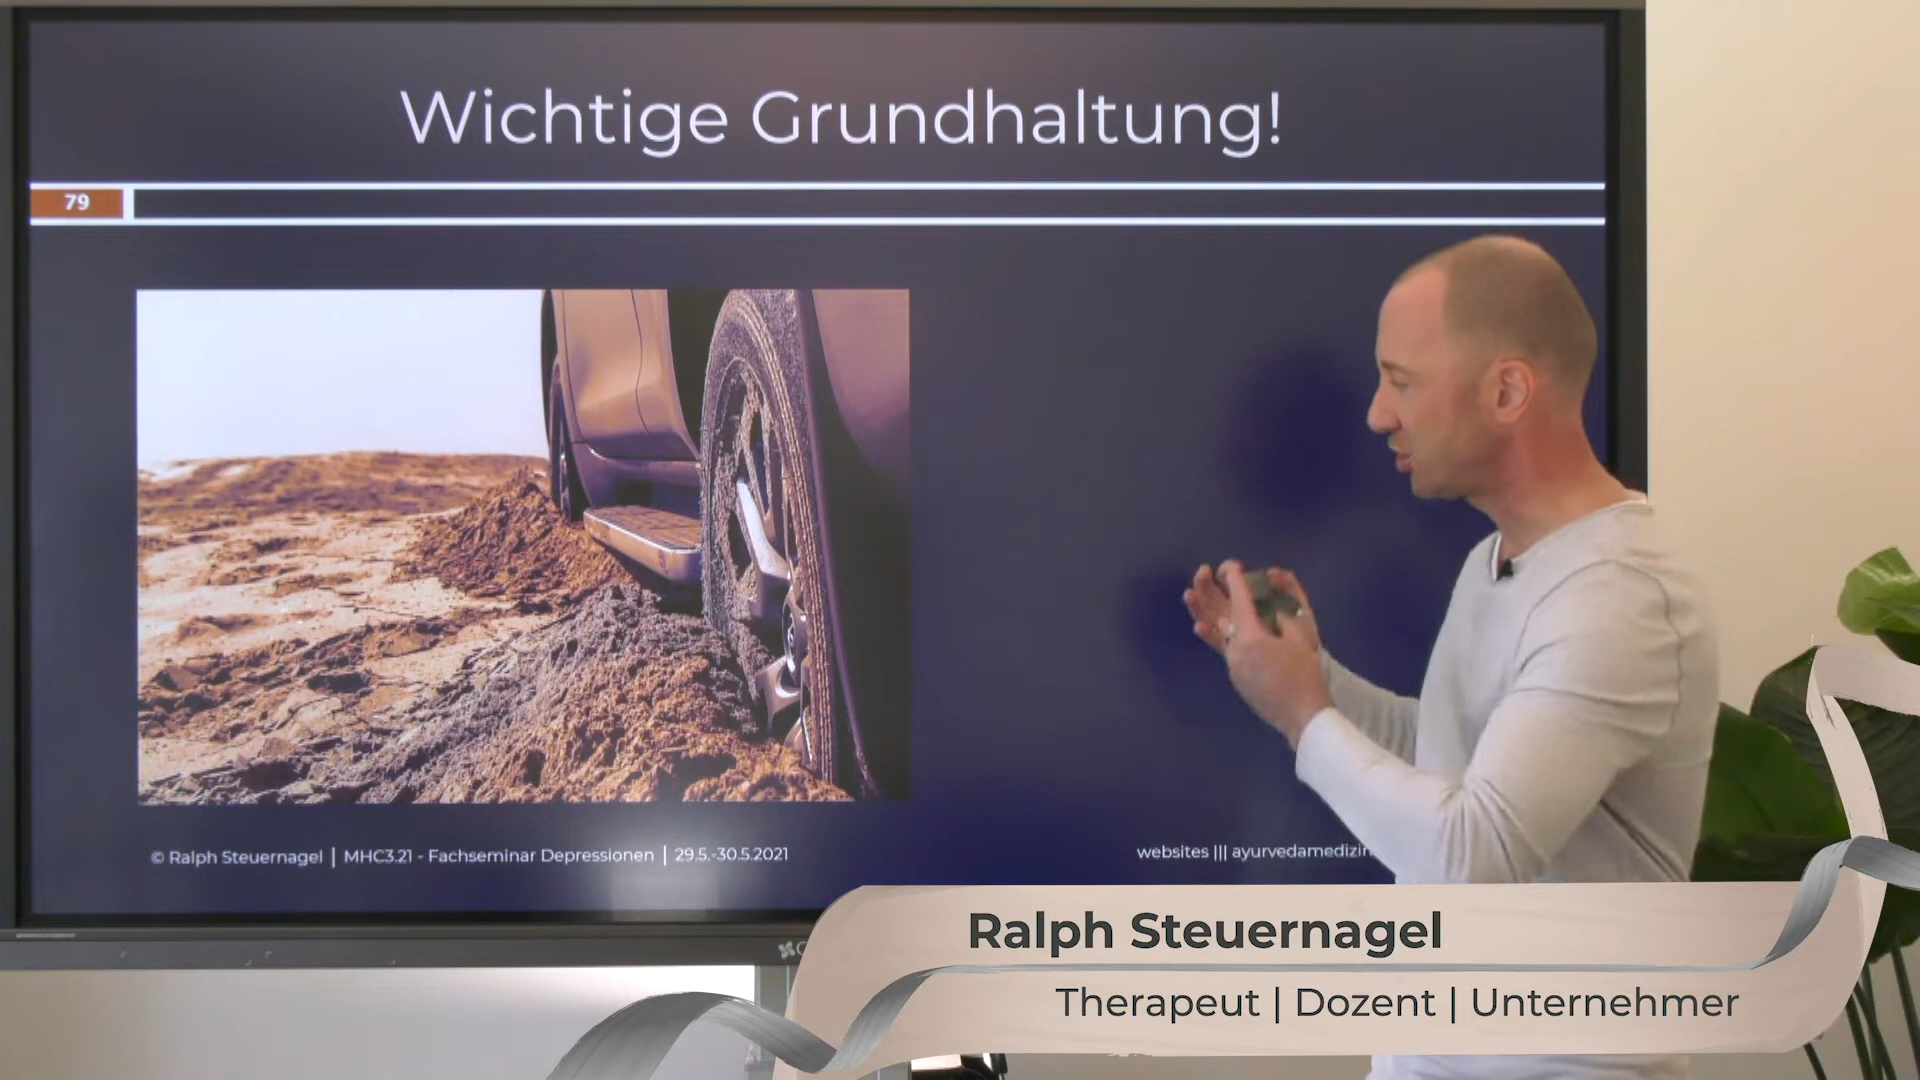 Wichtige Grundhaltung!
79
© Ralph Steuernagel | MHC3.21 - Fachseminar Depressionen | 29.5.-30.5.2021
websites ||| 
Ralph Steuernagel
Therapeut | Dozent | Unternehmer